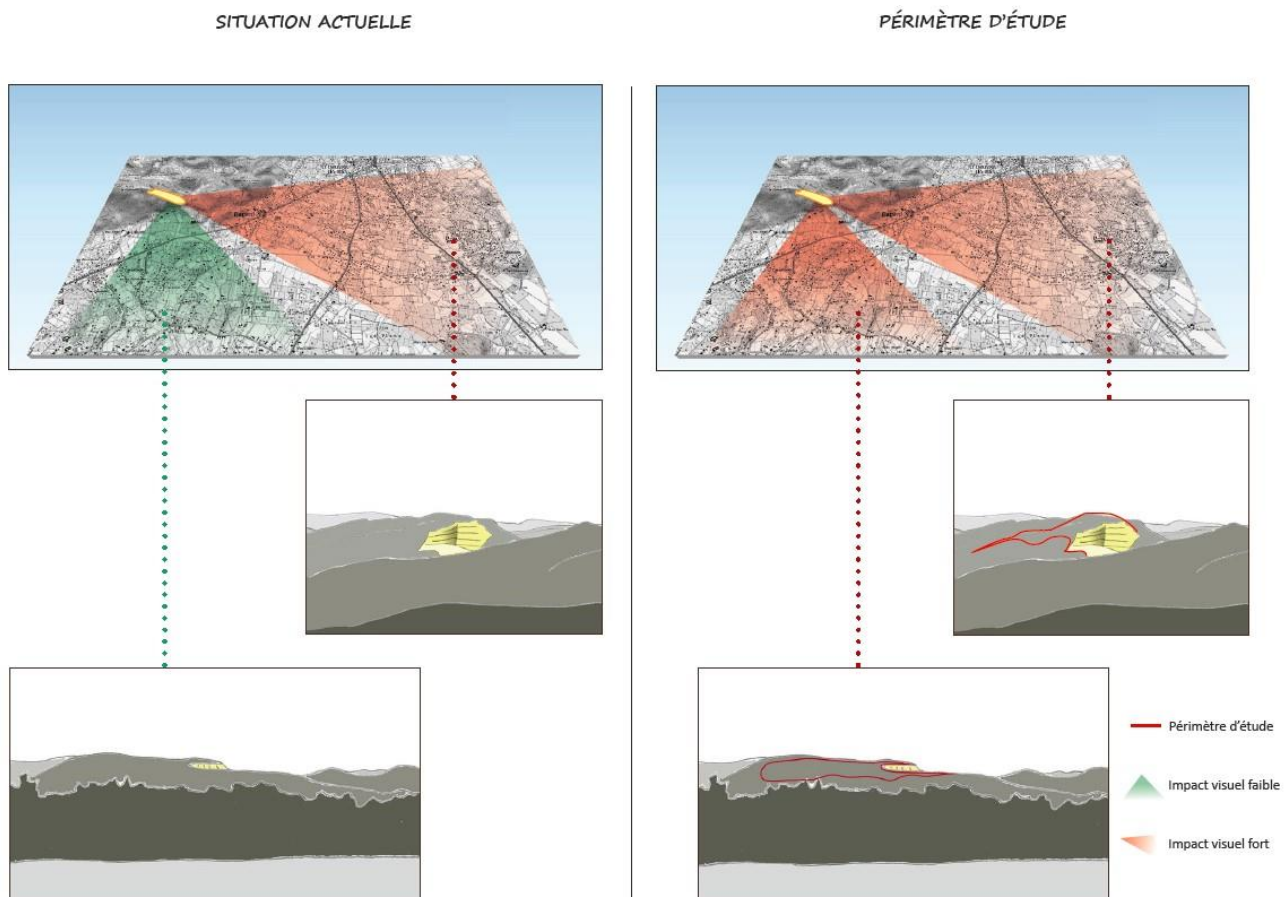 SITUATION ACTUELLE
PÉRIMÈTRE D'ÉTUDE
Périmètre d'étude
Impact visuel faible
Impact visuel fort